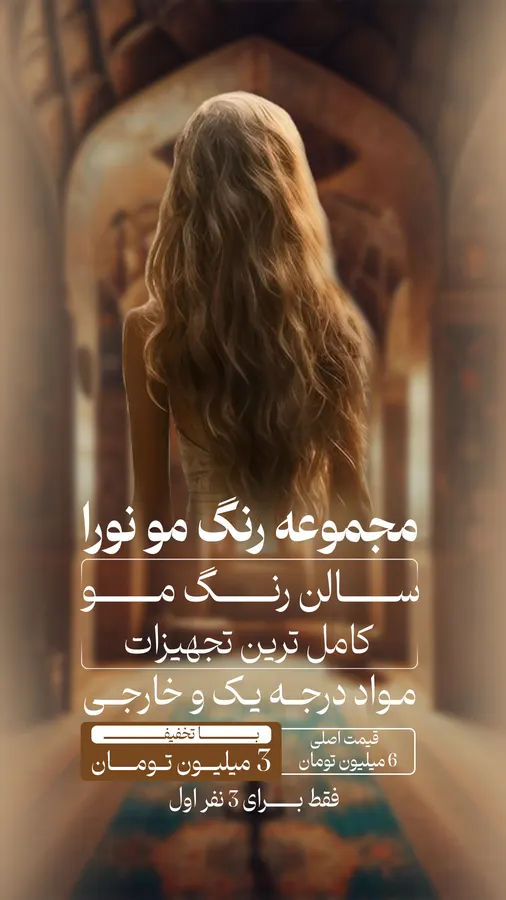 مجموعه رنگ مو نورا
سالن رنگ مو
کامل ترین تجهیزات
مواد درجه یک و خارجی
قیمت اصلی
6 میلیون تومان
با تخفیف
3 میلیون تومان
فقط برای 3 نفر اول